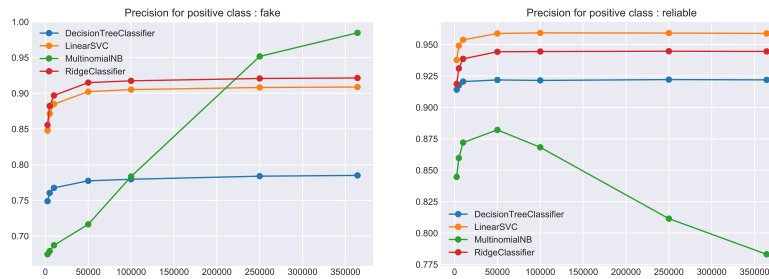 Precision for positive class : fake
1.00
0.95
0.90
0.85
0.80
0.75
0.70
0 50000 100000 150000 200000 250000 300000 350000
DecisionTreeClassifier
LinearSVC
MultinomialNB
RidgeClassifier
Precision for positive class : reliable
0.950
0.925
0.900
0.875
0.850
0.825
0.800
0.775
0 50000 100000 150000 200000 250000 300000 350000
DecisionTreeClassifier
LinearSVC
MultinomialNB
RidgeClassifier